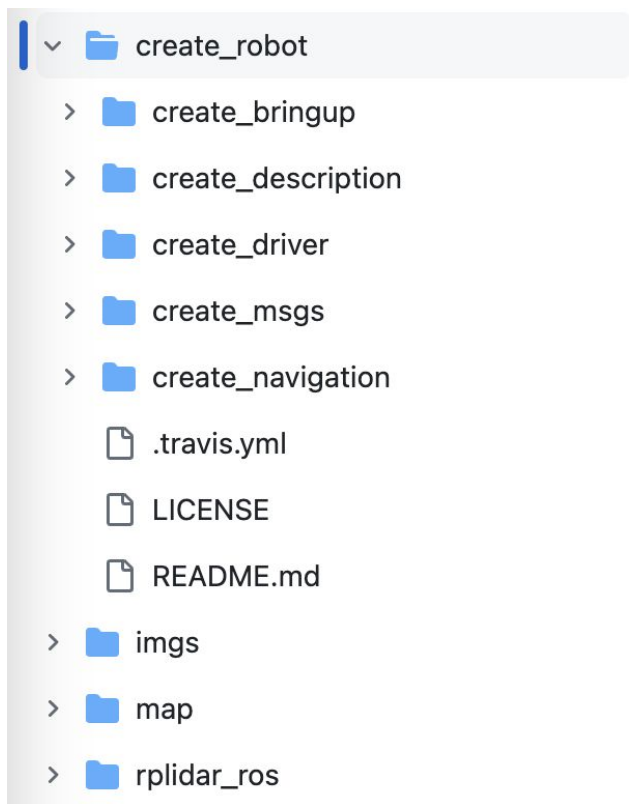 create_robot
create_bringup
create_description
create_driver
create_msgs
create_navigation
.travis.yml
LICENSE
README.md
imgs
map
rplidar_ros